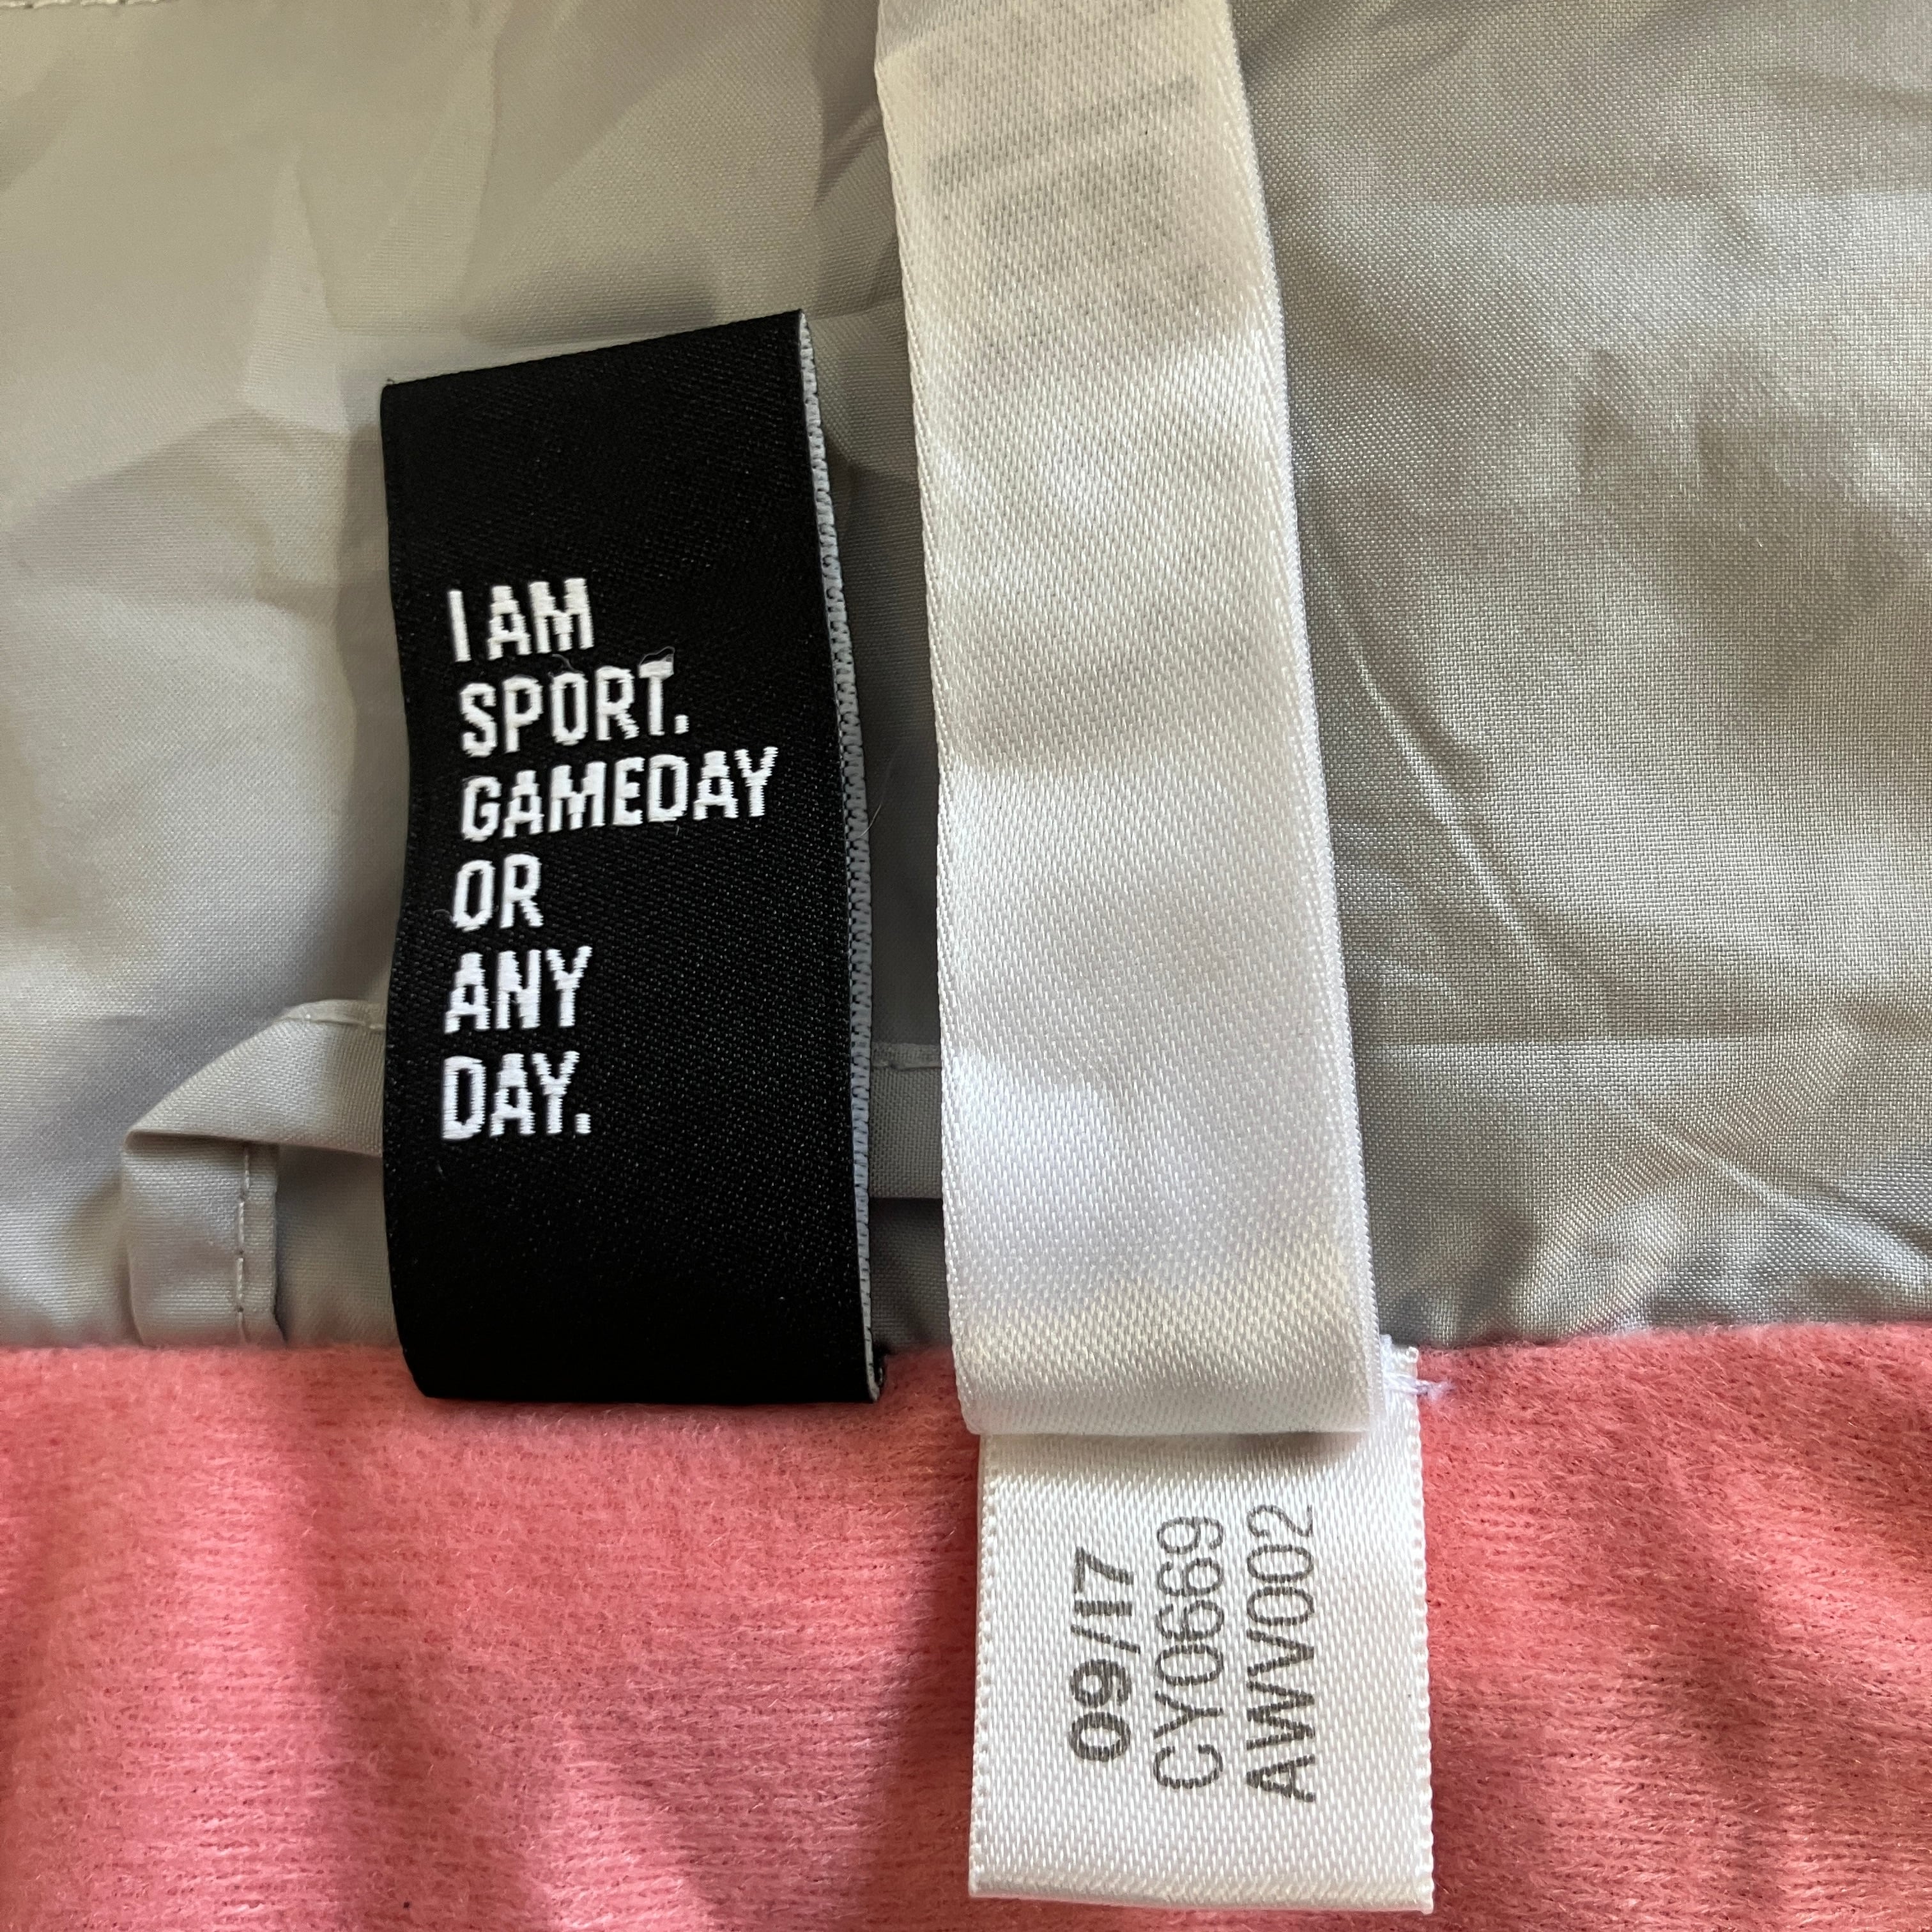 I AM
SPORT.
GAMEDAY
OR
ANY
DAY.
09/17
CY0669
AWV002